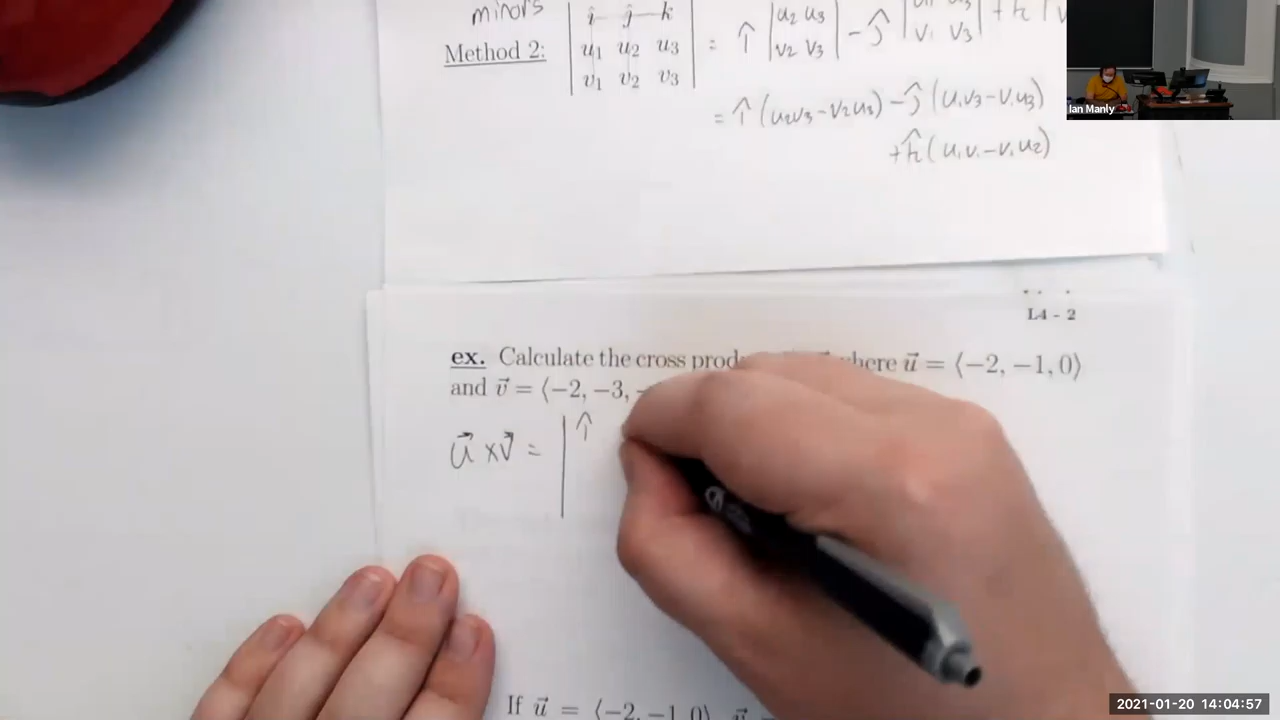 minors
Method 2: | î ĵ k
u₁ u₂ u₃
v₁ v₂ v₃ | = î | u₂ u₃
v₂ v₃ | - ĵ | u₃
v₁ v₃ | + k̂
= î (u₂v₃ - v₂u₃) - ĵ (u₁v₃ - v₁u₃)
+ k̂ (u₁v. - v₁u₂)
Ian Manly
L4 - 2
ex. Calculate the cross where u⃗ = ⟨−2, −1, 0⟩
and v⃗ = ⟨−2, −3,
u⃗ × v⃗ = | î
If u⃗ = ⟨−2, −1, 0⟩
2021-01-20 14:04:57